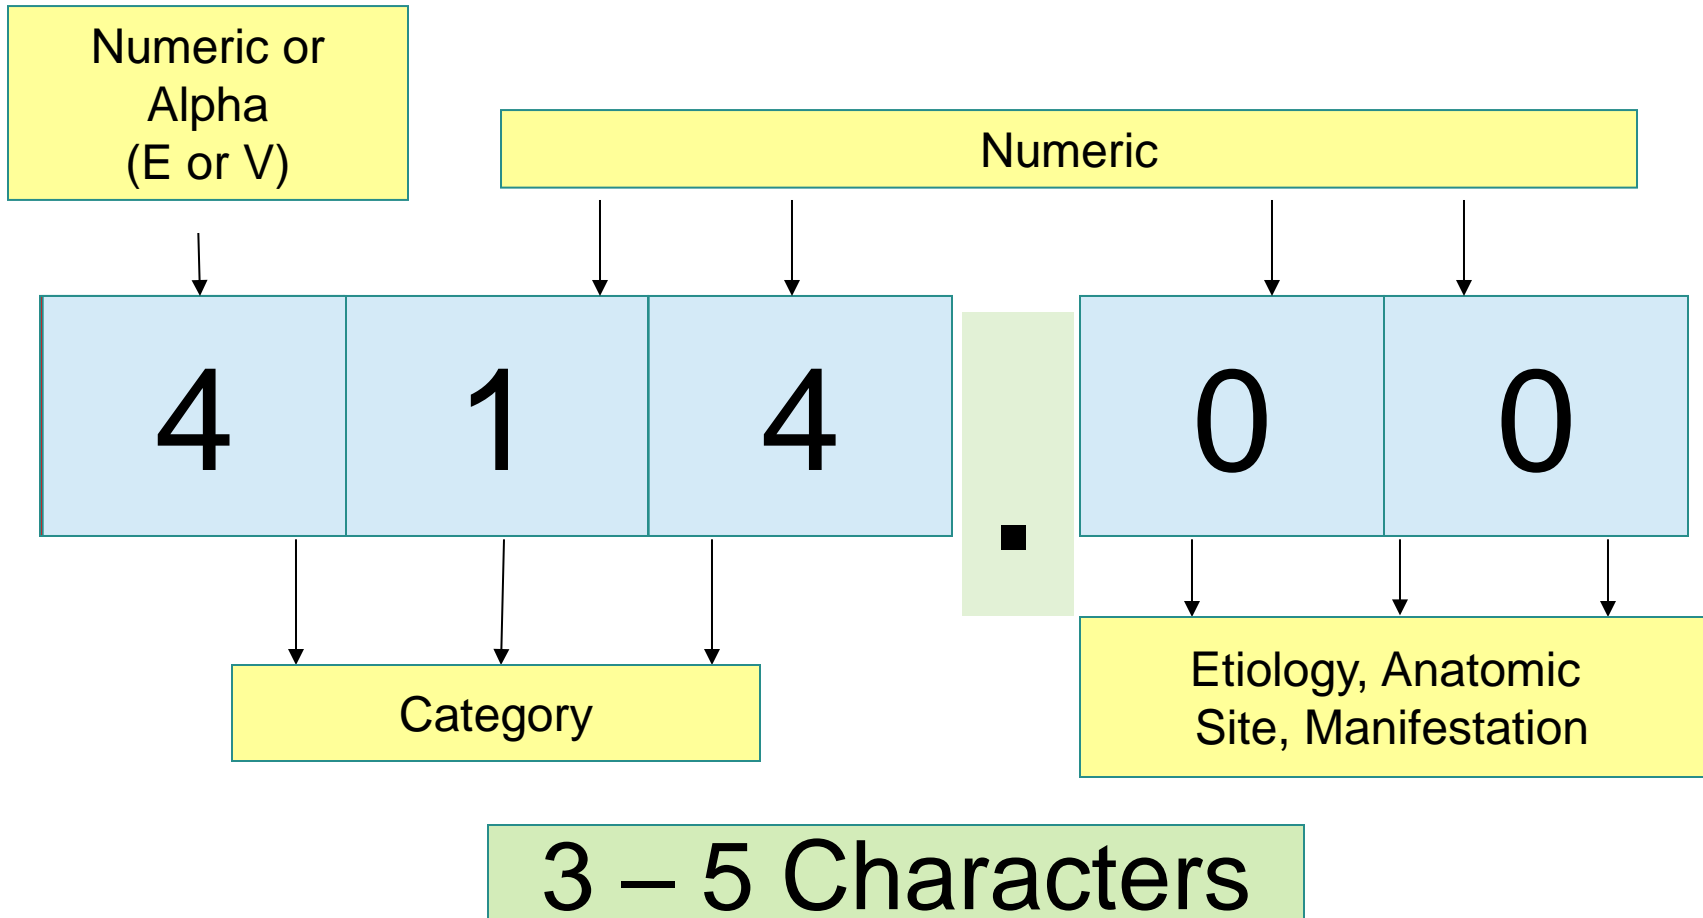 Numeric or
Alpha
(E or V)
Numeric
4 1 4 . 0 0
Category
Etiology, Anatomic
Site, Manifestation
3 – 5 Characters